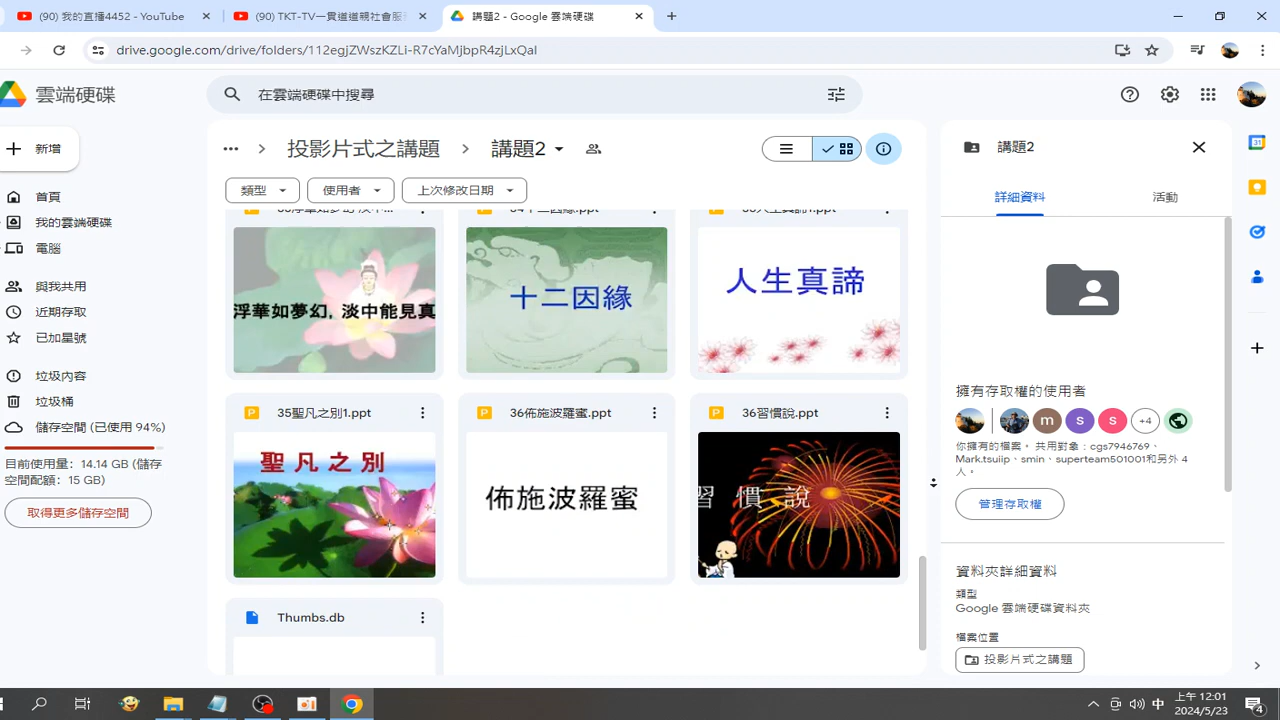 (90) 我的直播4452 - YouTube
(90) TKT-TV一貫道道親社會服
講題2 - Google 雲端硬碟
drive.google.com/drive/folders/112egjZWszKZLi-R7cYaMjbpR4zjLxQaI
雲端硬碟
在雲端硬碟中搜尋
新增
首頁
我的雲端硬碟
電腦
與我共用
近期存取
已加星號
垃圾內容
垃圾桶
儲存空間 (已使用 94%)
目前使用量：14.14 GB (儲存
空間配額：15 GB)
取得更多儲存空間
投影片式之講題
講題2
類型
使用者
上次修改日期
34十二因緣.ppt
浮華如夢幻, 淡中能見真
十二因緣
人生真諦
35聖凡之別1.ppt
36佈施波羅蜜.ppt
36習慣說.ppt
聖凡之別
佈施波羅蜜
習慣說
Thumbs.db
講題2
詳細資料
活動
擁有存取權的使用者
m
s
s
+4
你擁有的檔案。 共用對象：cgs7946769、
Mark.tsuiip、smin、superteam501001和另外 4
人。
管理存取權
資料夾詳細資料
類型
Google 雲端硬碟資料夾
檔案位置
投影片式之講題
31
中
上午 12:01
2024/5/23
4